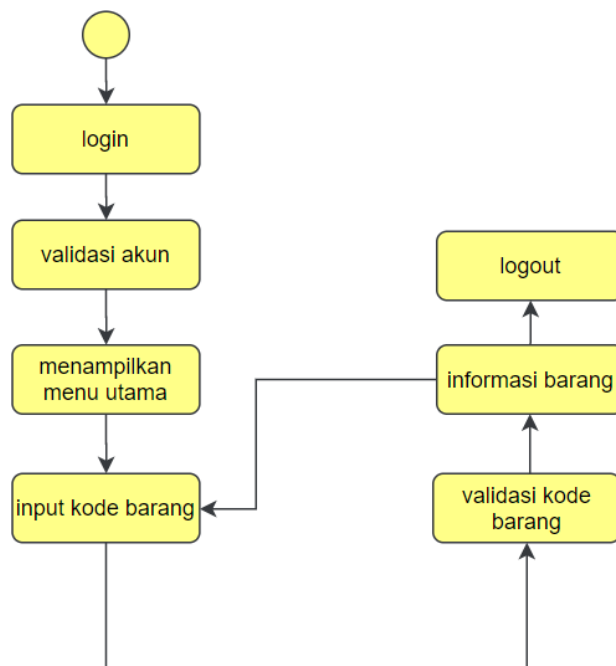 login
validasi akun
menampilkan
menu utama
input kode barang
logout
informasi barang
validasi kode
barang